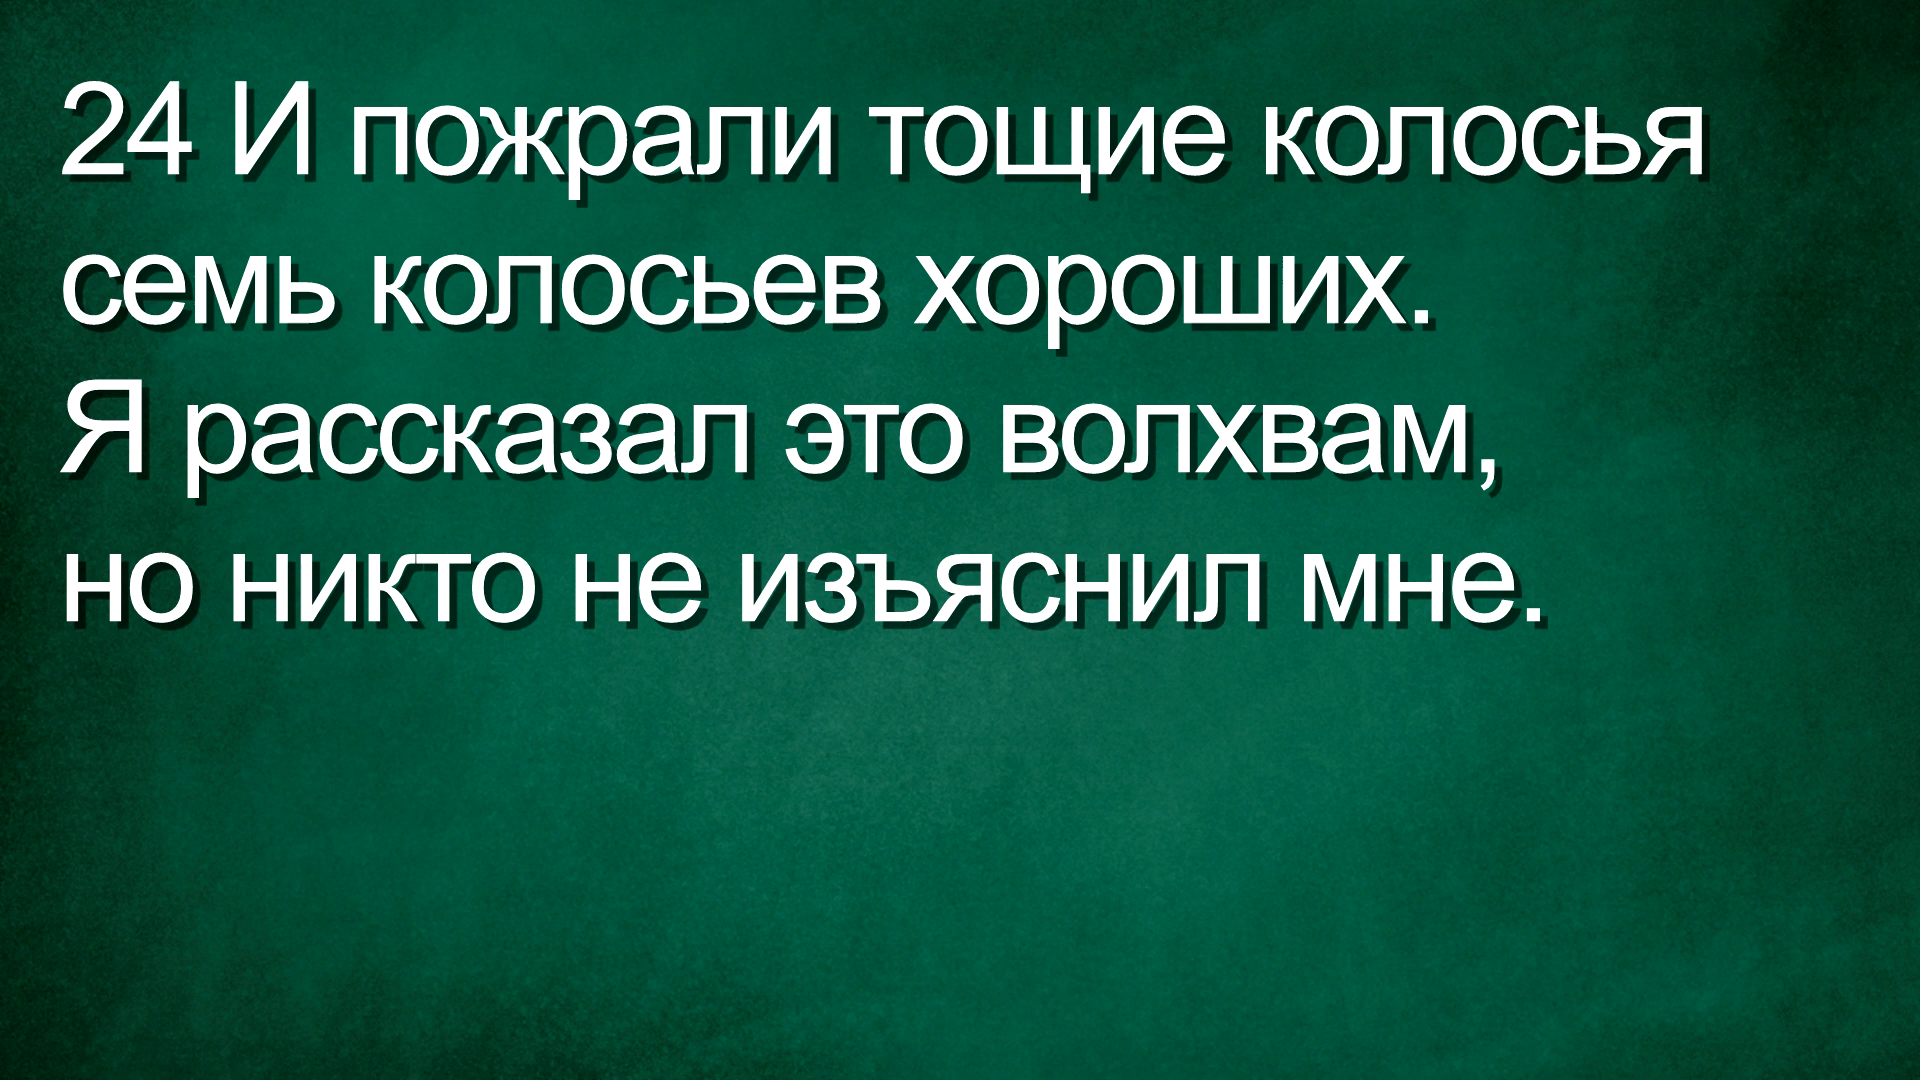 24 И пожрали тощие колосья
семь колосьев хороших.
Я рассказал это волхвам,
но никто не изъяснил мне.